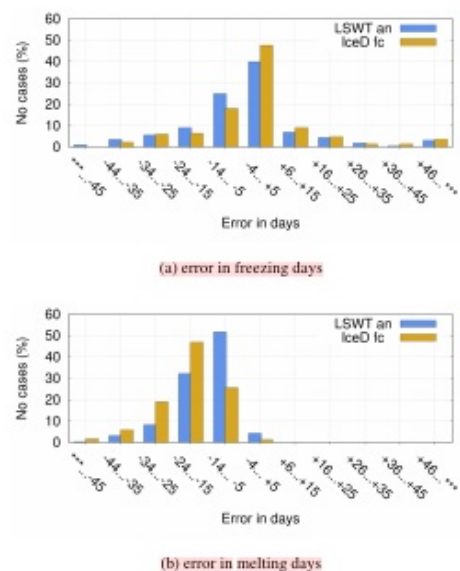 60
50
40
30
20
10
0
No cases (%)
LSWT an
IceD fc
*** ... -45
-44... -35
-34... -25
-24... -15
-14... -5
-4... +5
+6... +15
+16... +25
+26... +35
+36... +45
+46... ***
Error in days
(a) error in freezing days
60
50
40
30
20
10
0
No cases (%)
LSWT an
IceD fc
*** ... -45
-44... -35
-34... -25
-24... -15
-14... -5
-4... +5
+6... +15
+16... +25
+26... +35
+36... +45
+46... ***
Error in days
(b) error in melting days